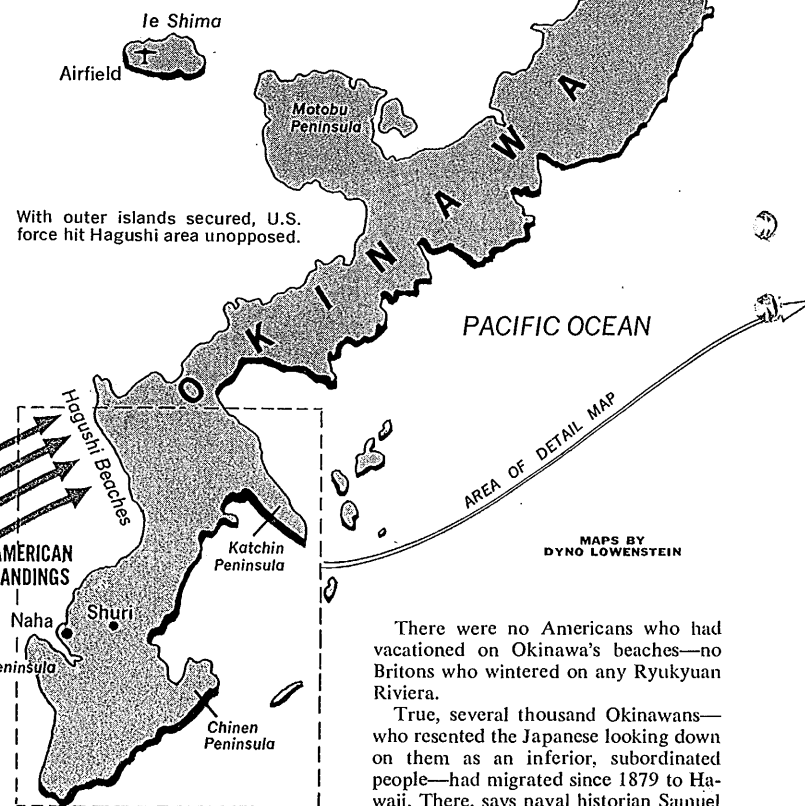 Ie Shima
Airfield
Motobu
Peninsula
OKINAWA
With outer islands secured, U.S.
force hit Hagushi area unopposed.
PACIFIC OCEAN
Hagushi Beaches
AREA OF DETAIL MAP
MAPS BY
DYNO LOWENSTEIN
Katchin
Peninsula
AMERICAN
ANDINGS
Naha
Shuri
eninsula
Chinen
Peninsula
There were no Americans who had
vacationed on Okinawa's beaches—no
Britons who wintered on any Ryukyuan
Riviera.
True, several thousand Okinawans—
who resented the Japanese looking down
on them as an inferior, subordinated
people—had migrated since 1879 to Ha-
waii. There, says naval historian Samuel